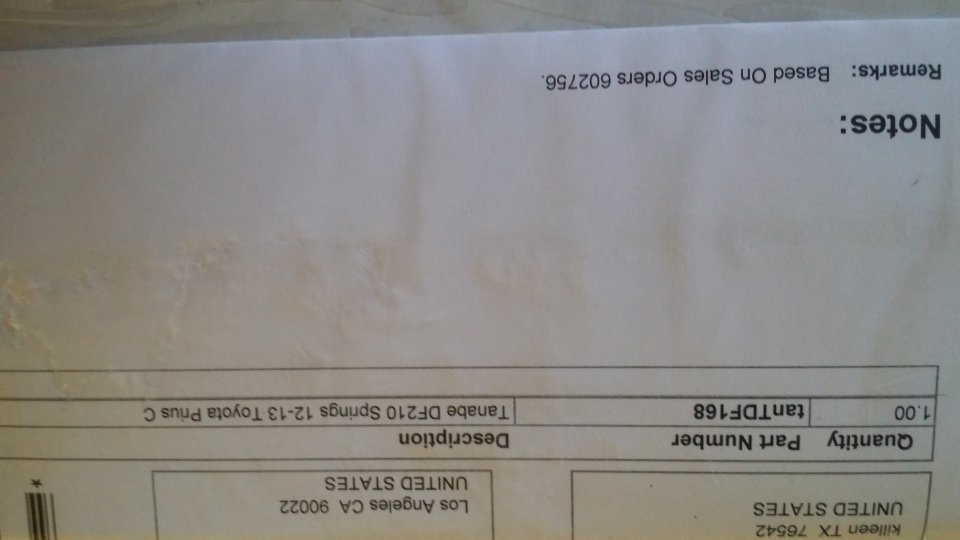 killeen TX 76542
UNITED STATES
Los Angeles CA 90022
UNITED STATES
*
Quantity Part Number Description
1.00 tanTDF168 Tanabe DF210 Springs 12-13 Toyota Prius C
Notes:
Remarks: Based On Sales Orders 602756.